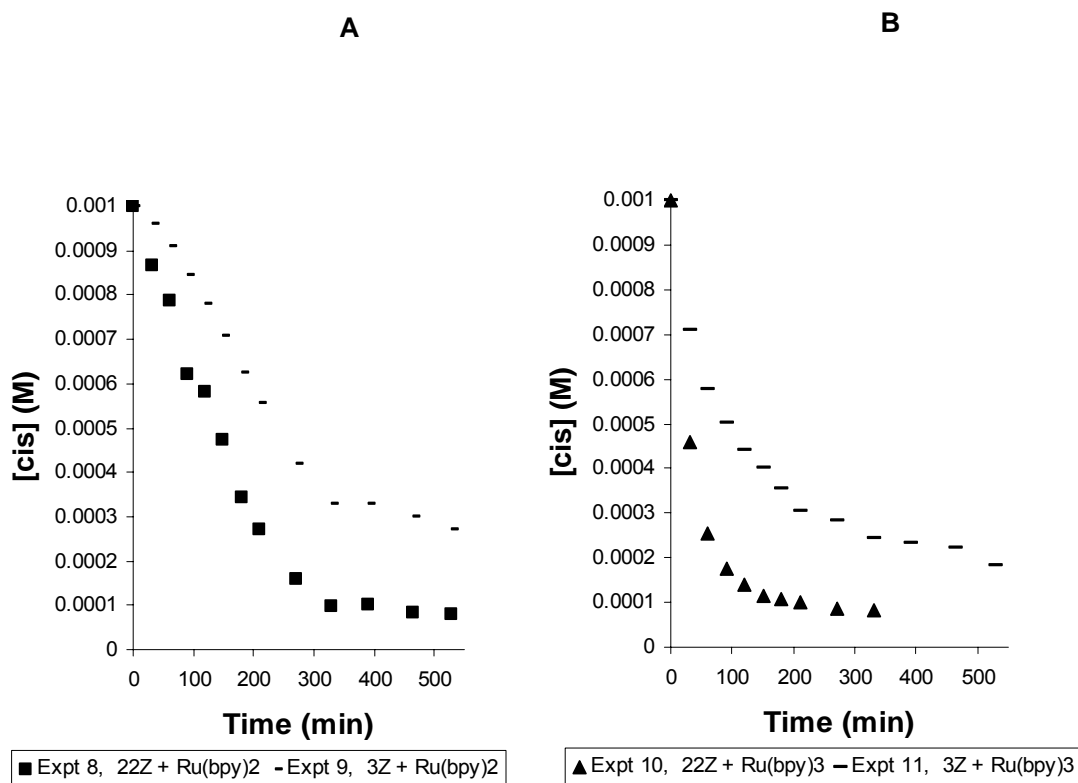 A
0.001
0.0009
0.0008
0.0007
0.0006
0.0005
0.0004
0.0003
0.0002
0.0001
0
[cis] (M)
0 100 200 300 400 500
Time (min)
Expt 8, 22Z + Ru(bpy)2 Expt 9, 3Z + Ru(bpy)2
B
0.001
0.0009
0.0008
0.0007
0.0006
0.0005
0.0004
0.0003
0.0002
0.0001
0
[cis] (M)
0 100 200 300 400 500
Time (min)
Expt 10, 22Z + Ru(bpy)3 Expt 11, 3Z + Ru(bpy)3